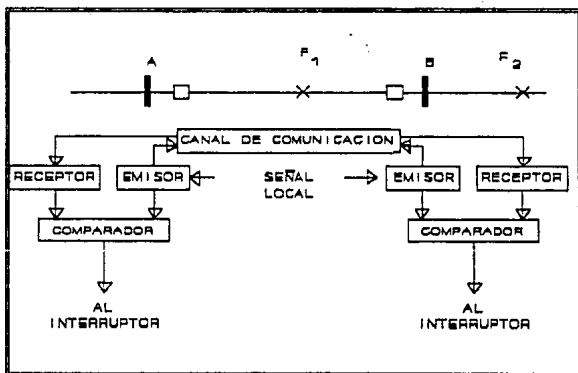 A F1 B F2
CANAL DE COMUNICACION
RECEPTOR EMISOR SEÑAL LOCAL EMISOR RECEPTOR
COMPARADOR COMPARADOR
AL INTERRUPTOR AL INTERRUPTOR